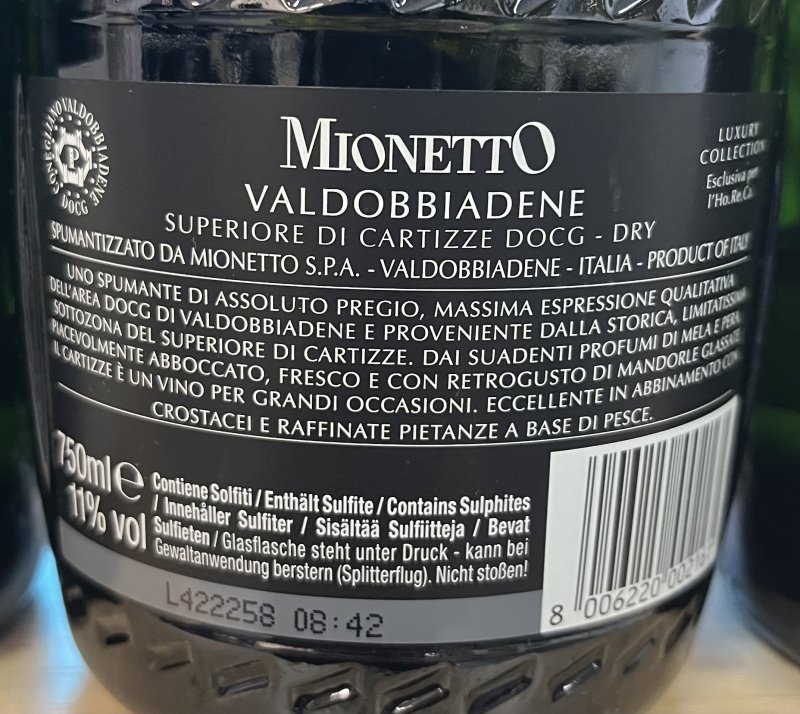 CONEGLIANO VALDOBBIADENE
DOCG
MIONETTO
LUXURY
COLLECTION
Esclusiva per
l'Ho.Re.Ca.
VALDOBBIADENE
SUPERIORE DI CARTIZZE DOCG - DRY
SPUMANTIZZATO DA MIONETTO S.P.A. - VALDOBBIADENE - ITALIA - PRODUCT OF ITALY
UNO SPUMANTE DI ASSOLUTO PREGIO, MASSIMA ESPRESSIONE QUALITATIVA
DELL'AREA DOCG DI VALDOBBIADENE E PROVENIENTE DALLA STORICA, LIMITATISSIMA
SOTTOZONA DEL SUPERIORE DI CARTIZZE. DAI SUADENTI PROFUMI DI MELA E PERA,
PIACEVOLMENTE ABBOCCATO, FRESCO E CON RETROGUSTO DI MANDORLE GLASSATE,
IL CARTIZZE È UN VINO PER GRANDI OCCASIONI. ECCELLENTE IN ABBINAMENTO CON
CROSTACEI E RAFFINATE PIETANZE A BASE DI PESCE.
750ml e
11% vol
Contiene Solfiti / Enthält Sulfite / Contains Sulphites
/ Innehåller Sulfiter / Sisältää Sulfiitteja / Bevat
Sulfieten / Glasflasche steht unter Druck - kann bei
Gewaltanwendung berstern (Splitterflug). Nicht stoßen!
L422258 08:42
8 006220 002